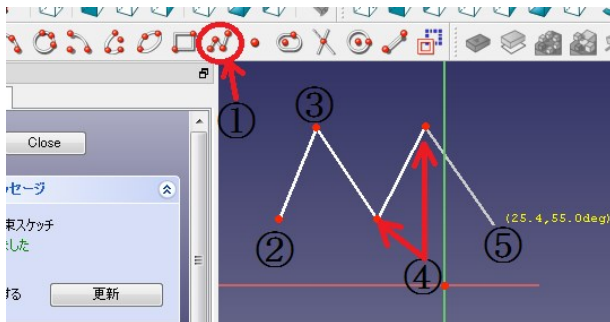 ①
③
Close
ッセージ
(25.4,55.0deg)
束スケッチ
②
⑤
した
④
する
更新